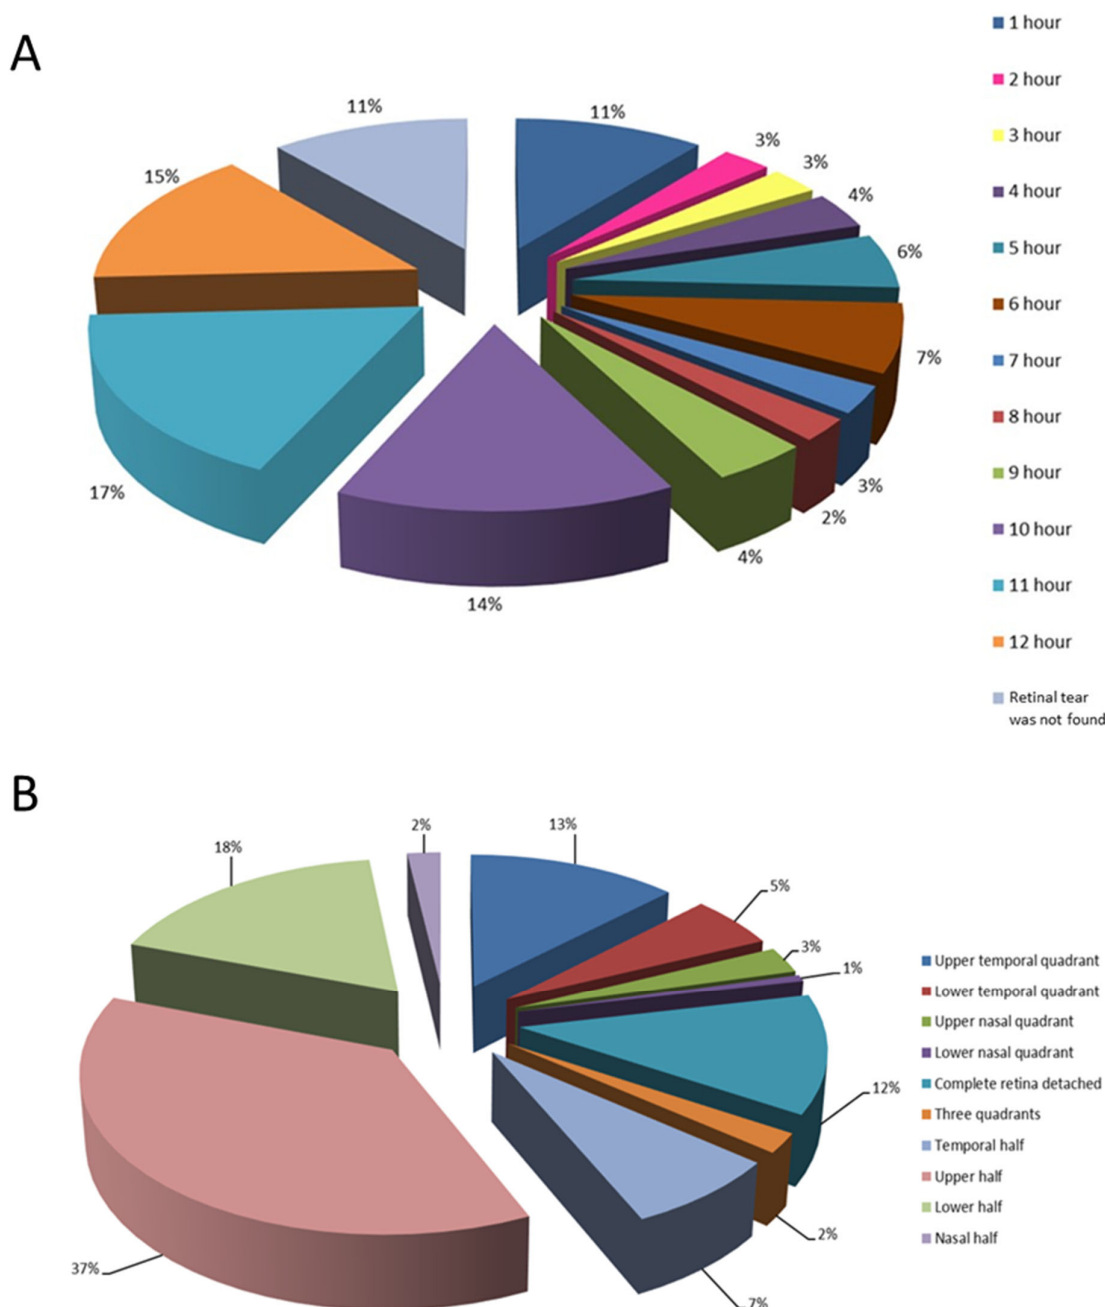 A
11%
11%
3%
3%
4%
6%
7%
3%
2%
4%
14%
17%
15%
1 hour
2 hour
3 hour
4 hour
5 hour
6 hour
7 hour
8 hour
9 hour
10 hour
11 hour
12 hour
Retinal tear
was not found
B
18%
2%
13%
5%
3%
1%
12%
2%
7%
37%
Upper temporal quadrant
Lower temporal quadrant
Upper nasal quadrant
Lower nasal quadrant
Complete retina detached
Three quadrants
Temporal half
Upper half
Lower half
Nasal half